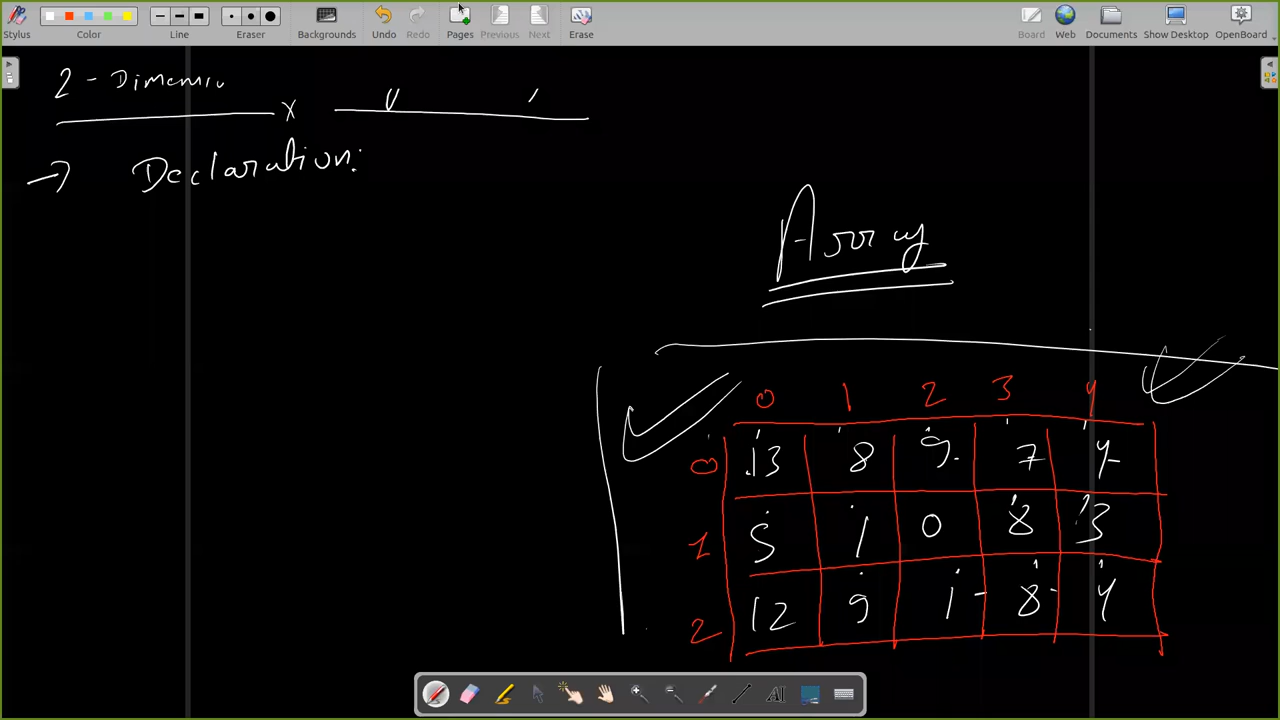 Stylus Color Line Eraser Backgrounds Undo Redo Pages Previous Next Erase Board Web Documents Show Desktop OpenBoard
2 - Dimensio
X
→ Declaration:
Array
0 1 2 3 4
0 13 8 9 7 4
1 5 1 0 8 3
2 12 9 1 8 4
AI